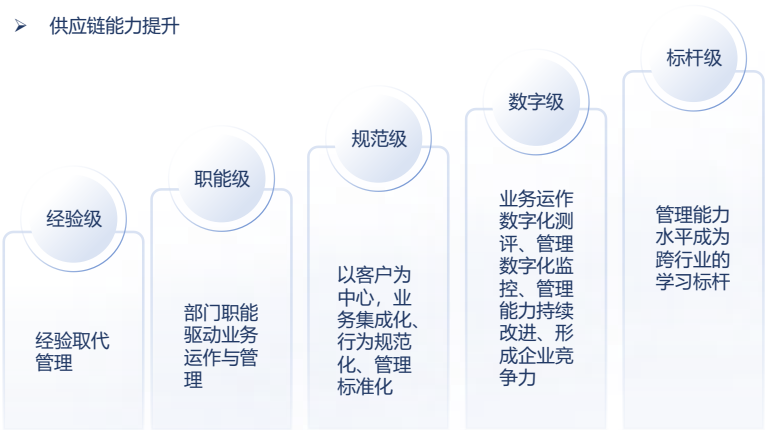 供应链能力提升
经验级
经验取代
管理
职能级
部门职能
驱动业务
运作与管
理
规范级
以客户为
中心，业
务集成化、
行为规范
化、管理
标准化
数字级
业务运作
数字化测
评、管理
数字化监
控、管理
能力持续
改进、形
成企业竞
争力
标杆级
管理能力
水平成为
跨行业的
学习标杆